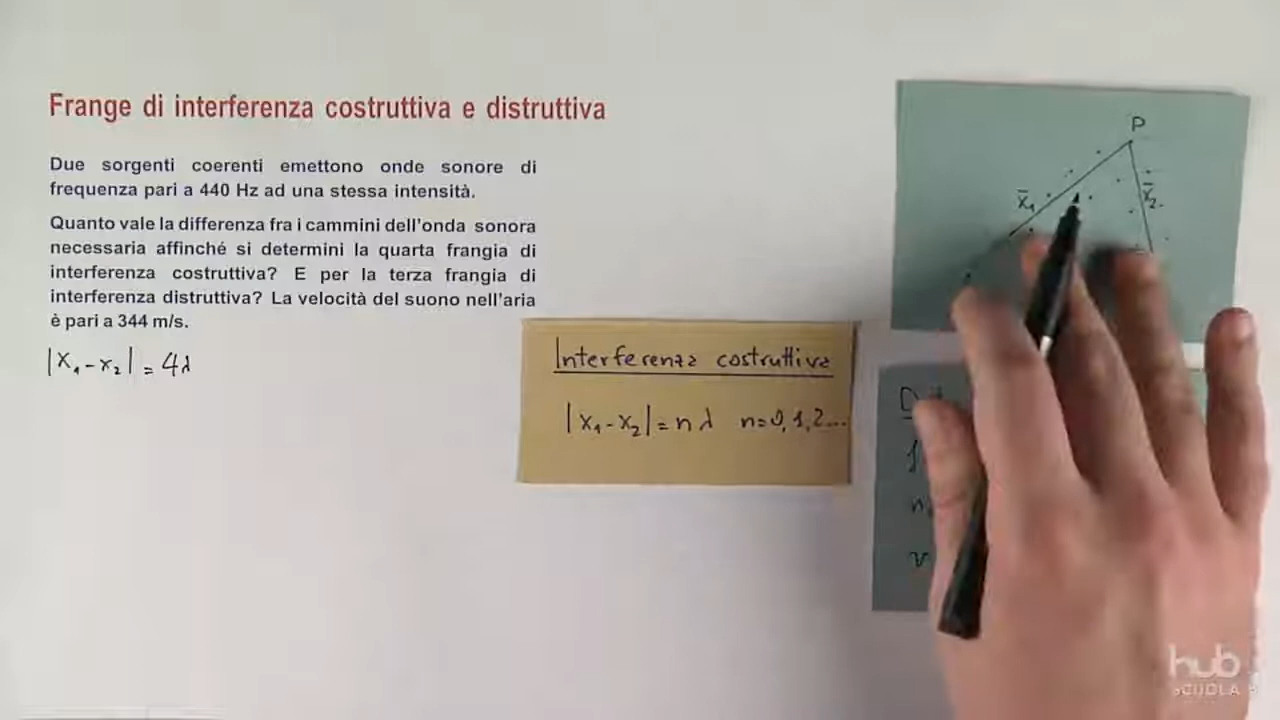 Frange di interferenza costruttiva e distruttiva
Due sorgenti coerenti emettono onde sonore di
frequenza pari a 440 Hz ad una stessa intensità.
Quanto vale la differenza fra i cammini dell'onda sonora
necessaria affinché si determini la quarta frangia di
interferenza costruttiva? E per la terza frangia di
interferenza distruttiva? La velocità del suono nell'aria
è pari a 344 m/s.
|x₁-x₂| = 4λ
Interferenza costruttiva
|x₁-x₂| = nλ n=0,1,2...
P
x̄₁
x̄₂
hub
SCUOLA